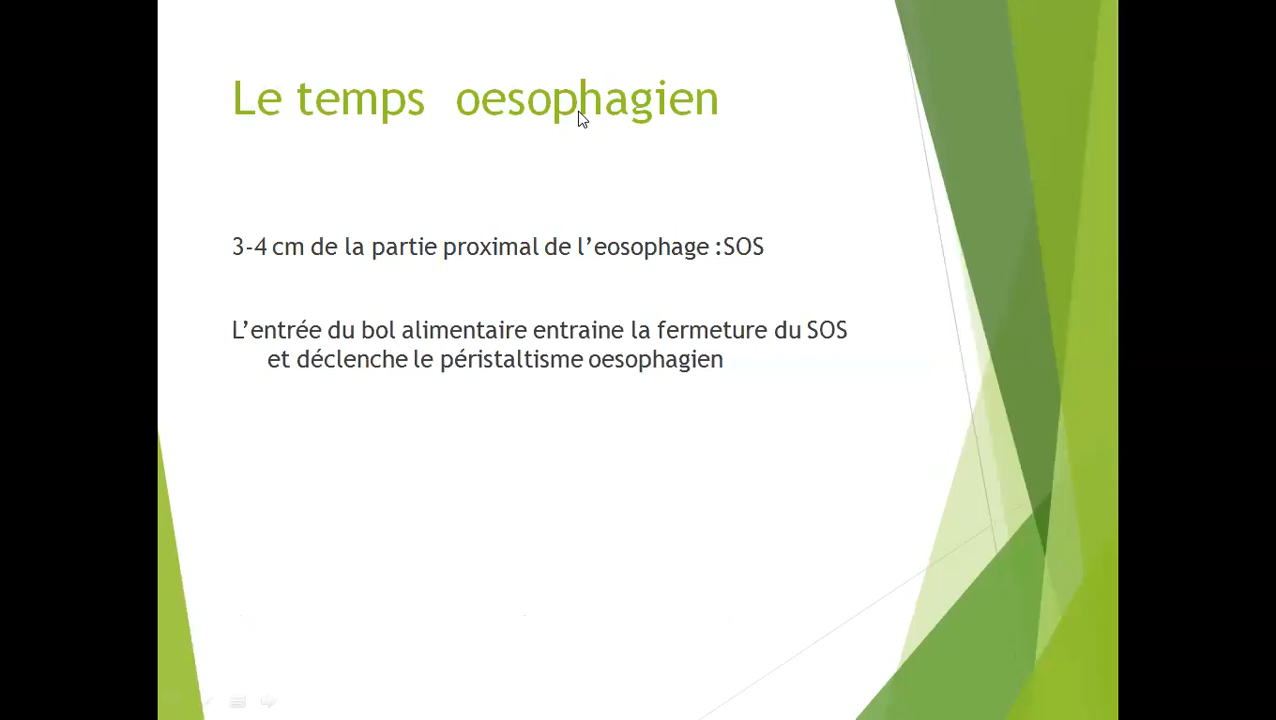 Le temps  oesophagien
3-4 cm de la partie proximal de l’eosophage :SOS
L’entrée du bol alimentaire entraine la fermeture du SOS
et déclenche le péristaltisme oesophagien